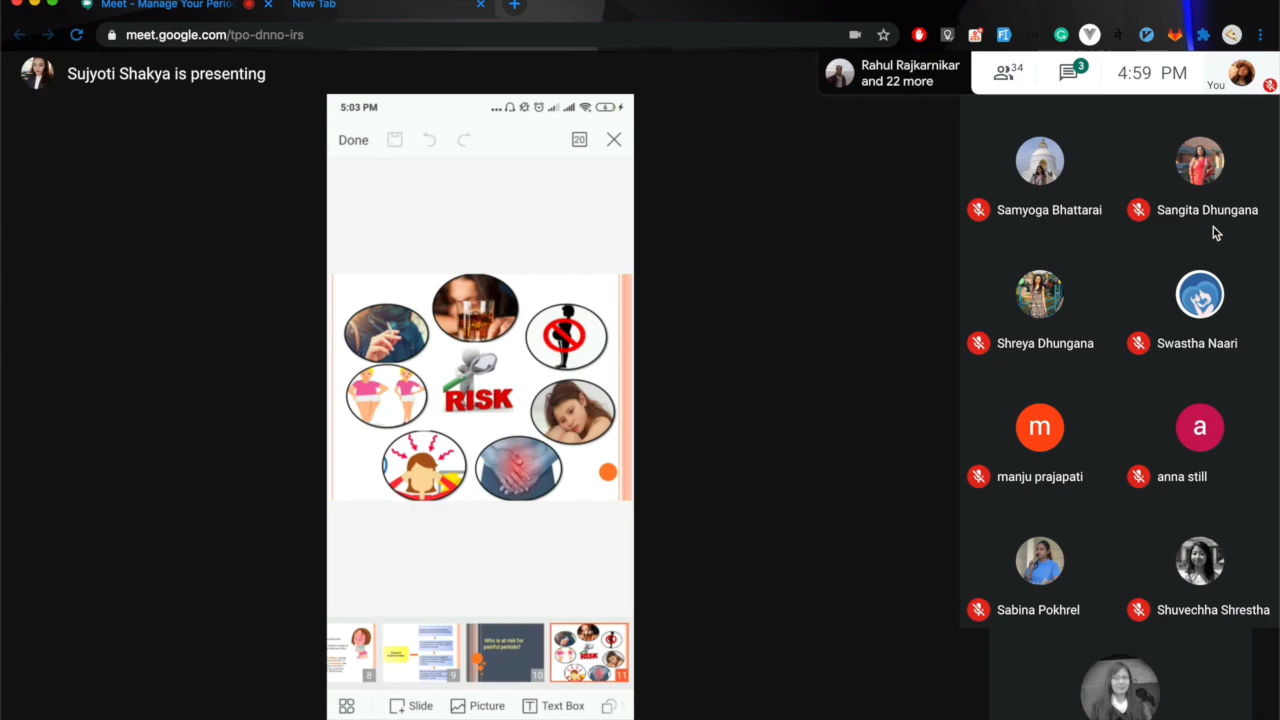 Meet - Manage Your Perio
New Tab
meet.google.com/tpo-dnno-irs
Sujyoti Shakya is presenting
Rahul Rajkarnikar
and 22 more
34
3
4:59 PM
You
5:03 PM
6
Done
20
RISK
Samyoga Bhattarai
Sangita Dhungana
Shreya Dhungana
Swastha Naari
m
a
manju prajapati
anna still
Sabina Pokhrel
Shuvechha Shrestha
8
9
Who is at risk for
painful periods?
10
RISK
11
Slide
Picture
Text Box